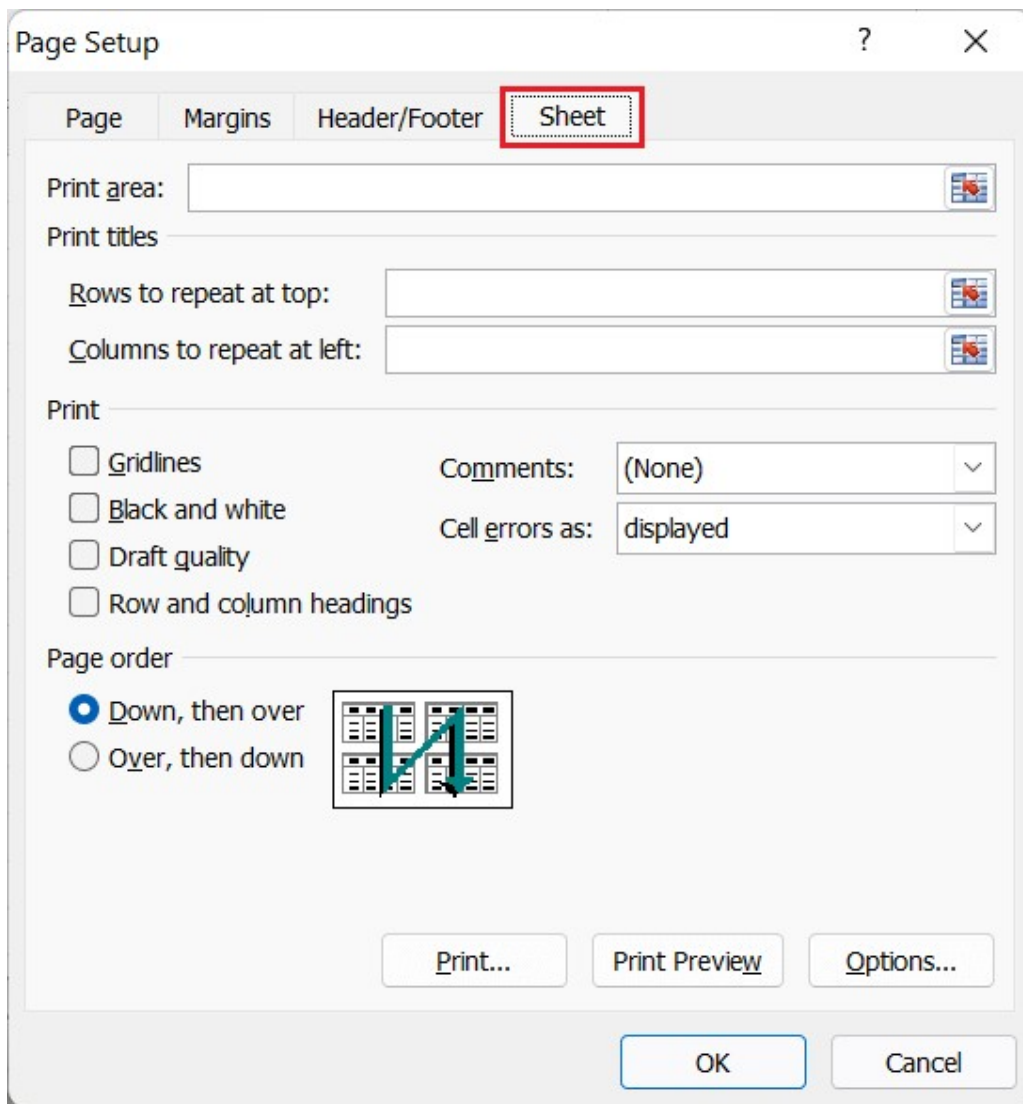 Page Setup ?
Page Margins Header/Footer Sheet
Print area:
Print titles
Rows to repeat at top:
Columns to repeat at left:
Print
Gridlines Comments: (None)
Black and white Cell errors as: displayed
Draft quality
Row and column headings
Page order
Down, then over
Over, then down
Print... Print Preview Options...
OK Cancel